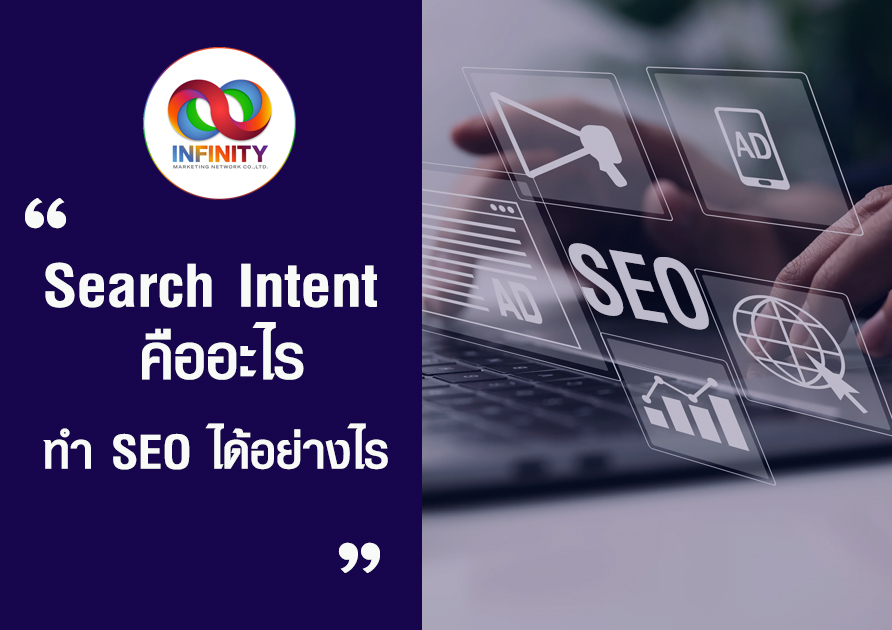 INFINITY
MARKETING NETWORK CO.,LTD.
“
Search Intent
คืออะไร
ทำ SEO ได้อย่างไร
”
AD
AD
SEO